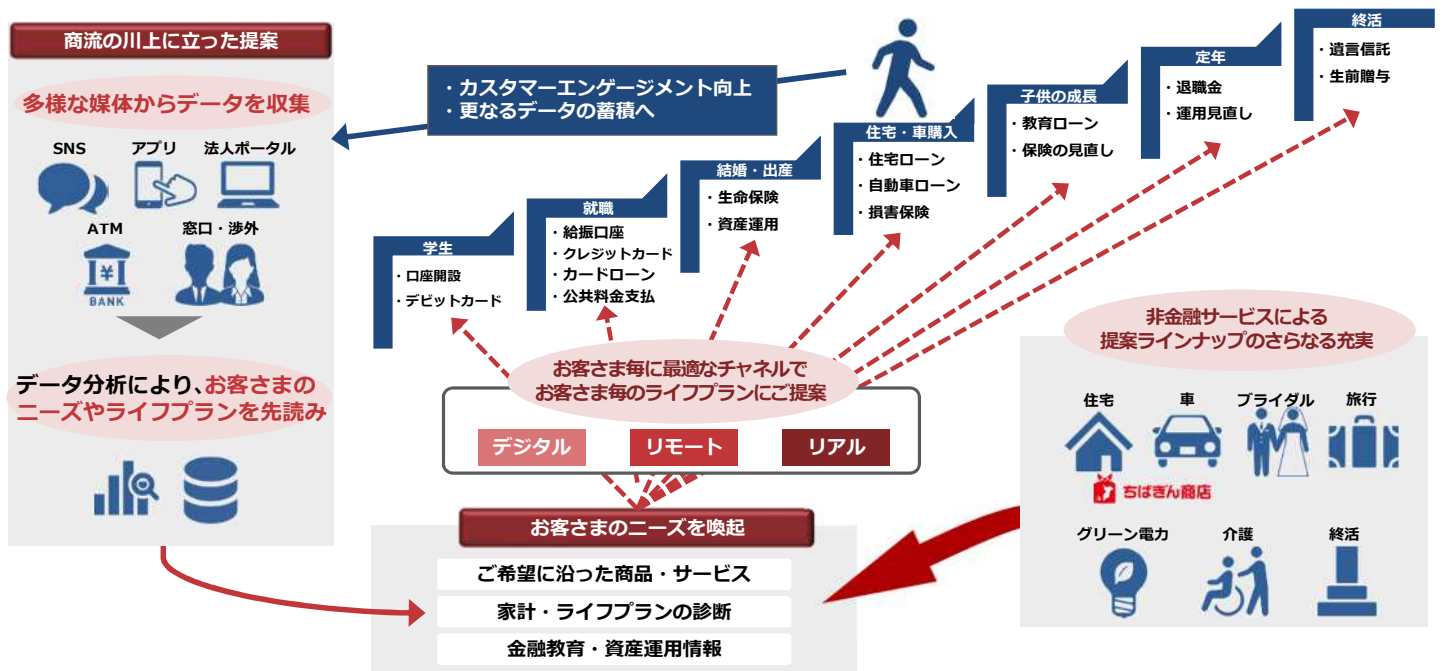 商流の川上に立った提案
多様な媒体からデータを収集
SNS
アプリ
法人ポータル
ATM
窓口・渉外
¥
BANK
データ分析により、お客さまの
ニーズやライフプランを先読み
・カスタマーエンゲージメント向上
・更なるデータの蓄積へ
学生
・口座開設
・デビットカード
就職
・給振口座
・クレジットカード
・カードローン
・公共料金支払
結婚・出産
・生命保険
・資産運用
住宅・車購入
・住宅ローン
・自動車ローン
・損害保険
子供の成長
・教育ローン
・保険の見直し
定年
・退職金
・運用見直し
終活
・遺言信託
・生前贈与
お客さま毎に最適なチャネルで
お客さま毎のライフプランにご提案
デジタル
リモート
リアル
お客さまのニーズを喚起
ご希望に沿った商品・サービス
家計・ライフプランの診断
金融教育・資産運用情報
非金融サービスによる
提案ラインナップのさらなる充実
住宅
車
ブライダル
旅行
ちばぎん商店
グリーン電力
介護
終活